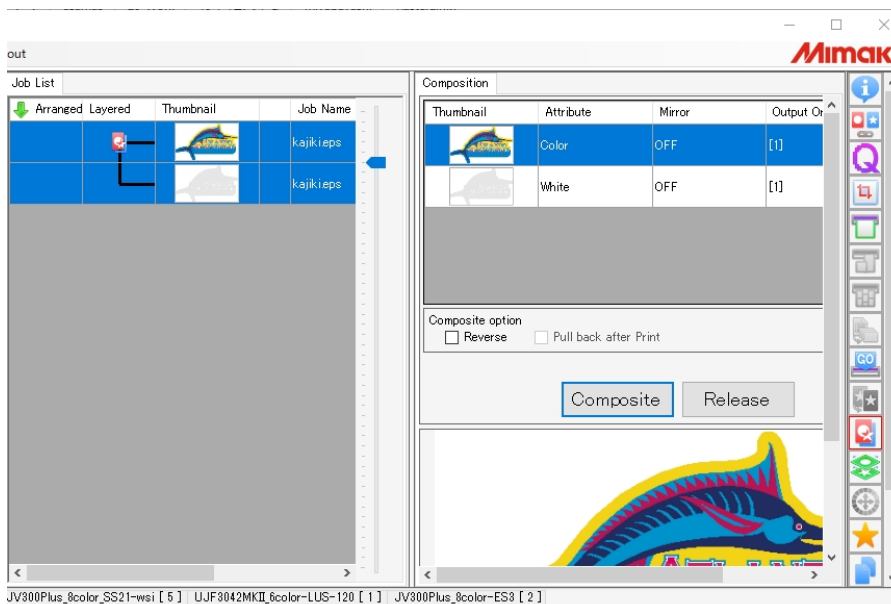 out
Mimak
Job List
Arranged Layered Thumbnail Job Name
kajiki.eps
kajiki.eps
Composition
Thumbnail Attribute Mirror Output Or
Color OFF [1]
White OFF [1]
Composite option
Reverse Pull back after Print
Composite Release
GO
JV300Plus_8color_SS21-wsi [ 5 ] UJF3042MKII_6color-LUS-120 [ 1 ] JV300Plus_8color-ES3 [ 2 ]